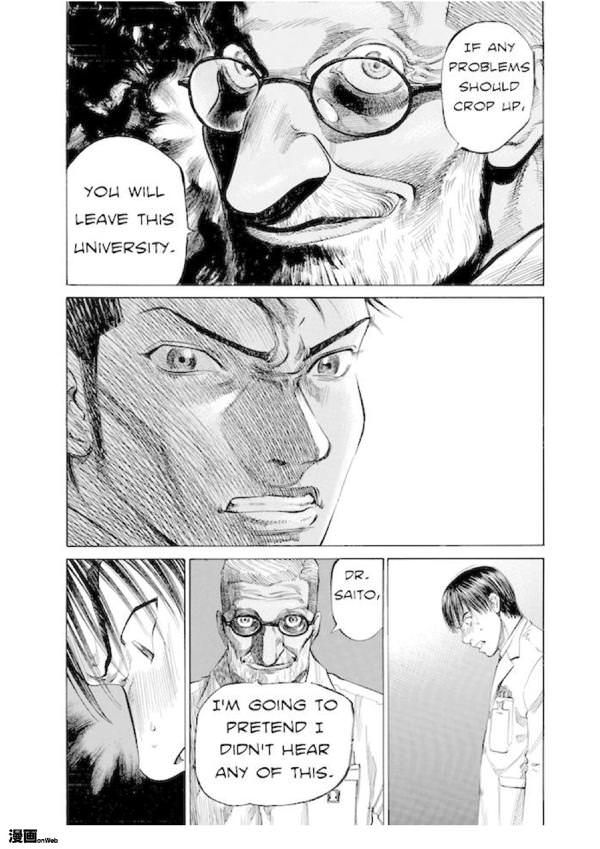 IF ANY
PROBLEMS
SHOULD
CROP UP,
YOU WILL
LEAVE THIS
UNIVERSITY.
DR.
SAITO,
I'M GOING TO
PRETEND I
DIDN'T HEAR
ANY OF THIS.
漫画onWeb